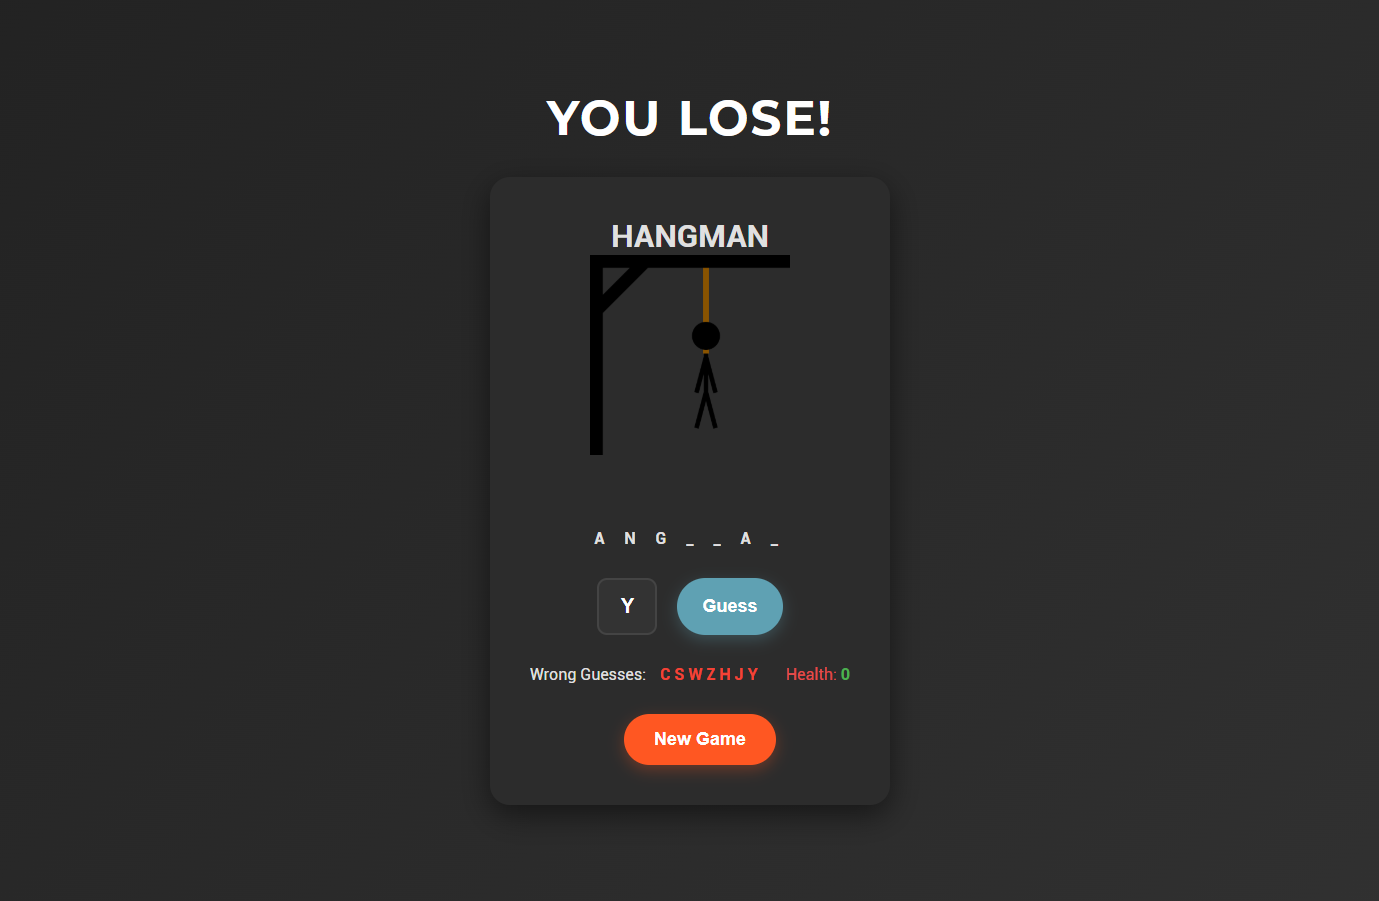 YOU LOSE!
HANGMAN
A N G _ _ A _
Y
Guess
Wrong Guesses: C S W Z H J Y Health: 0
New Game